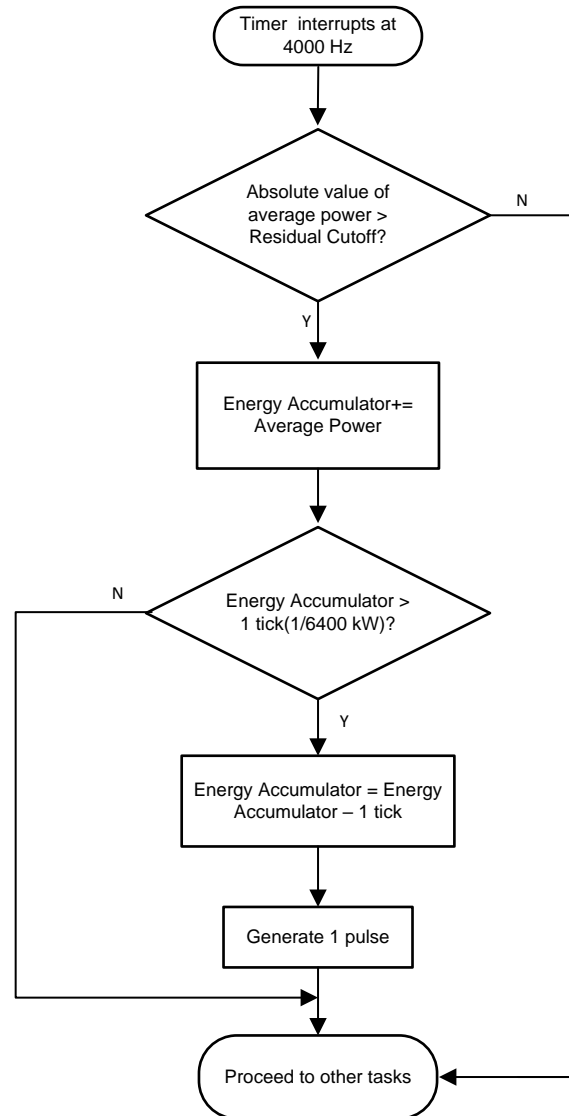 Timer interrupts at
4000 Hz
Absolute value of
average power >
Residual Cutoff?
N
Y
Energy Accumulator+=
Average Power
N
Energy Accumulator >
1 tick(1/6400 kW)?
Y
Energy Accumulator = Energy
Accumulator – 1 tick
Generate 1 pulse
Proceed to other tasks